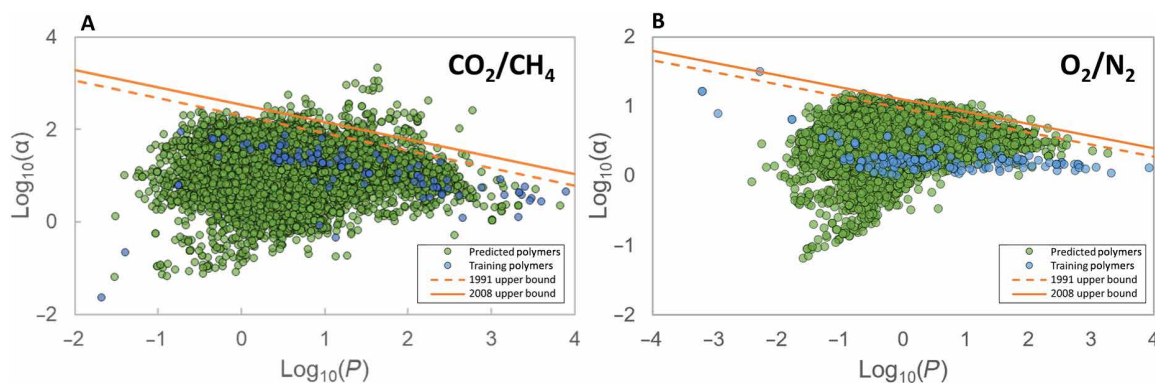 A
4
2
0
−2
Log₁₀(α)
CO₂/CH₄
Predicted polymers
Training polymers
1991 upper bound
2008 upper bound
−2
−1
0
1
2
3
4
Log₁₀(P)
B
2
1
0
−1
−2
Log₁₀(α)
O₂/N₂
Predicted polymers
Training polymers
1991 upper bound
2008 upper bound
−4
−3
−2
−1
0
1
2
3
4
Log₁₀(P)